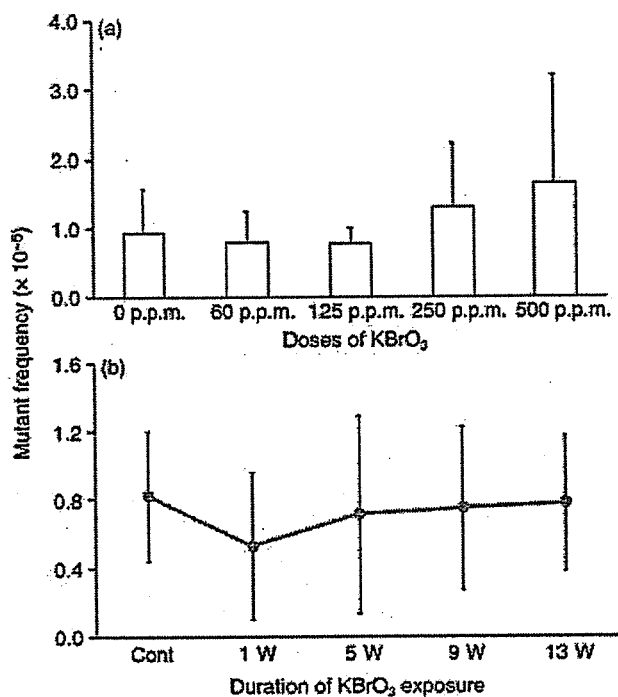 Mutant frequency (× 10⁻⁵)
(a)
4.0
3.0
2.0
1.0
0.0
0 p.p.m. 60 p.p.m. 125 p.p.m. 250 p.p.m. 500 p.p.m.
Doses of KBrO₃
(b)
1.6
1.2
0.8
0.4
0.0
Cont 1 W 5 W 9 W 13 W
Duration of KBrO₃ exposure